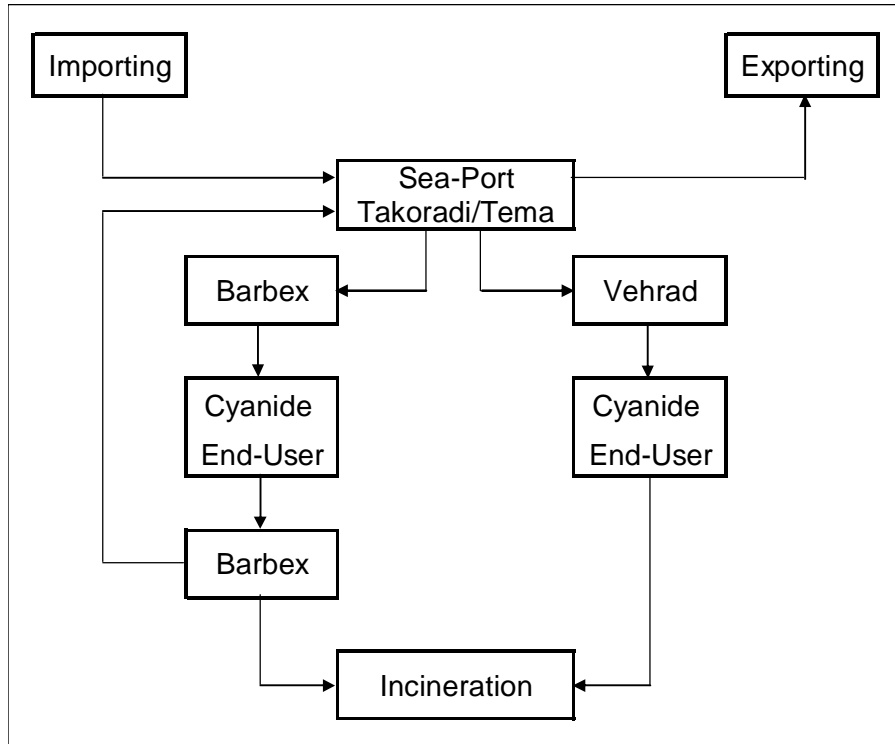 Importing
Exporting
Sea-Port
Takoradi/Tema
Barbex
Vehrad
Cyanide
End-User
Cyanide
End-User
Barbex
Incineration